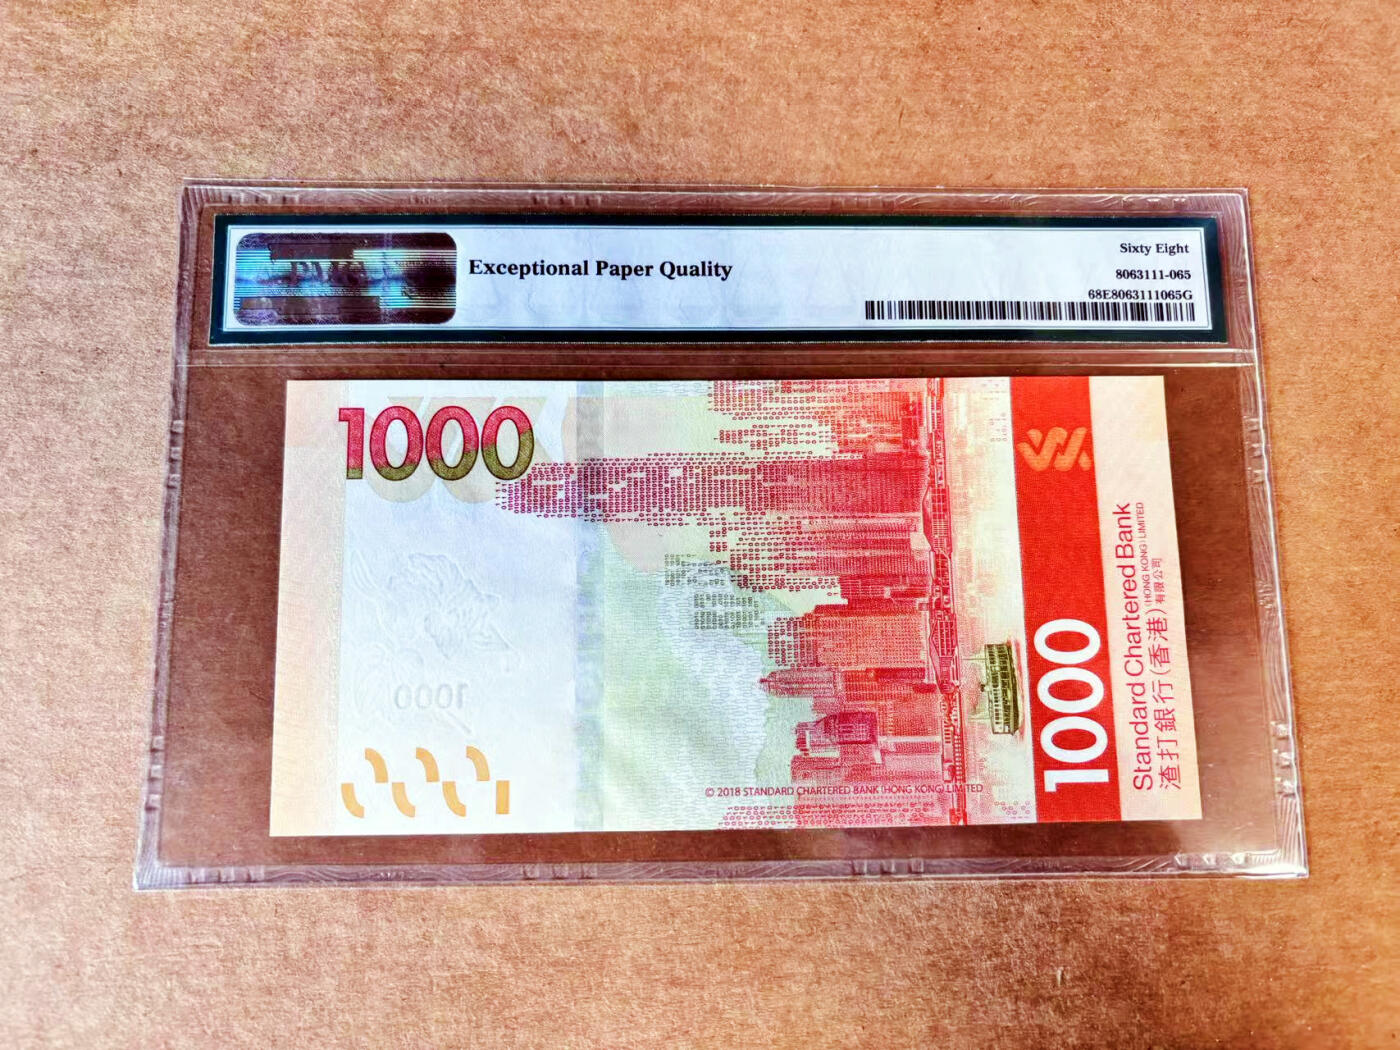 PMG
Exceptional Paper Quality
Sixty Eight
8063111-065
68E8063111065G
1000
1000
© 2018 STANDARD CHARTERED BANK (HONG KONG) LIMITED
1000
Standard Chartered Bank
(HONG KONG) LIMITED
渣打銀行(香港)有限公司